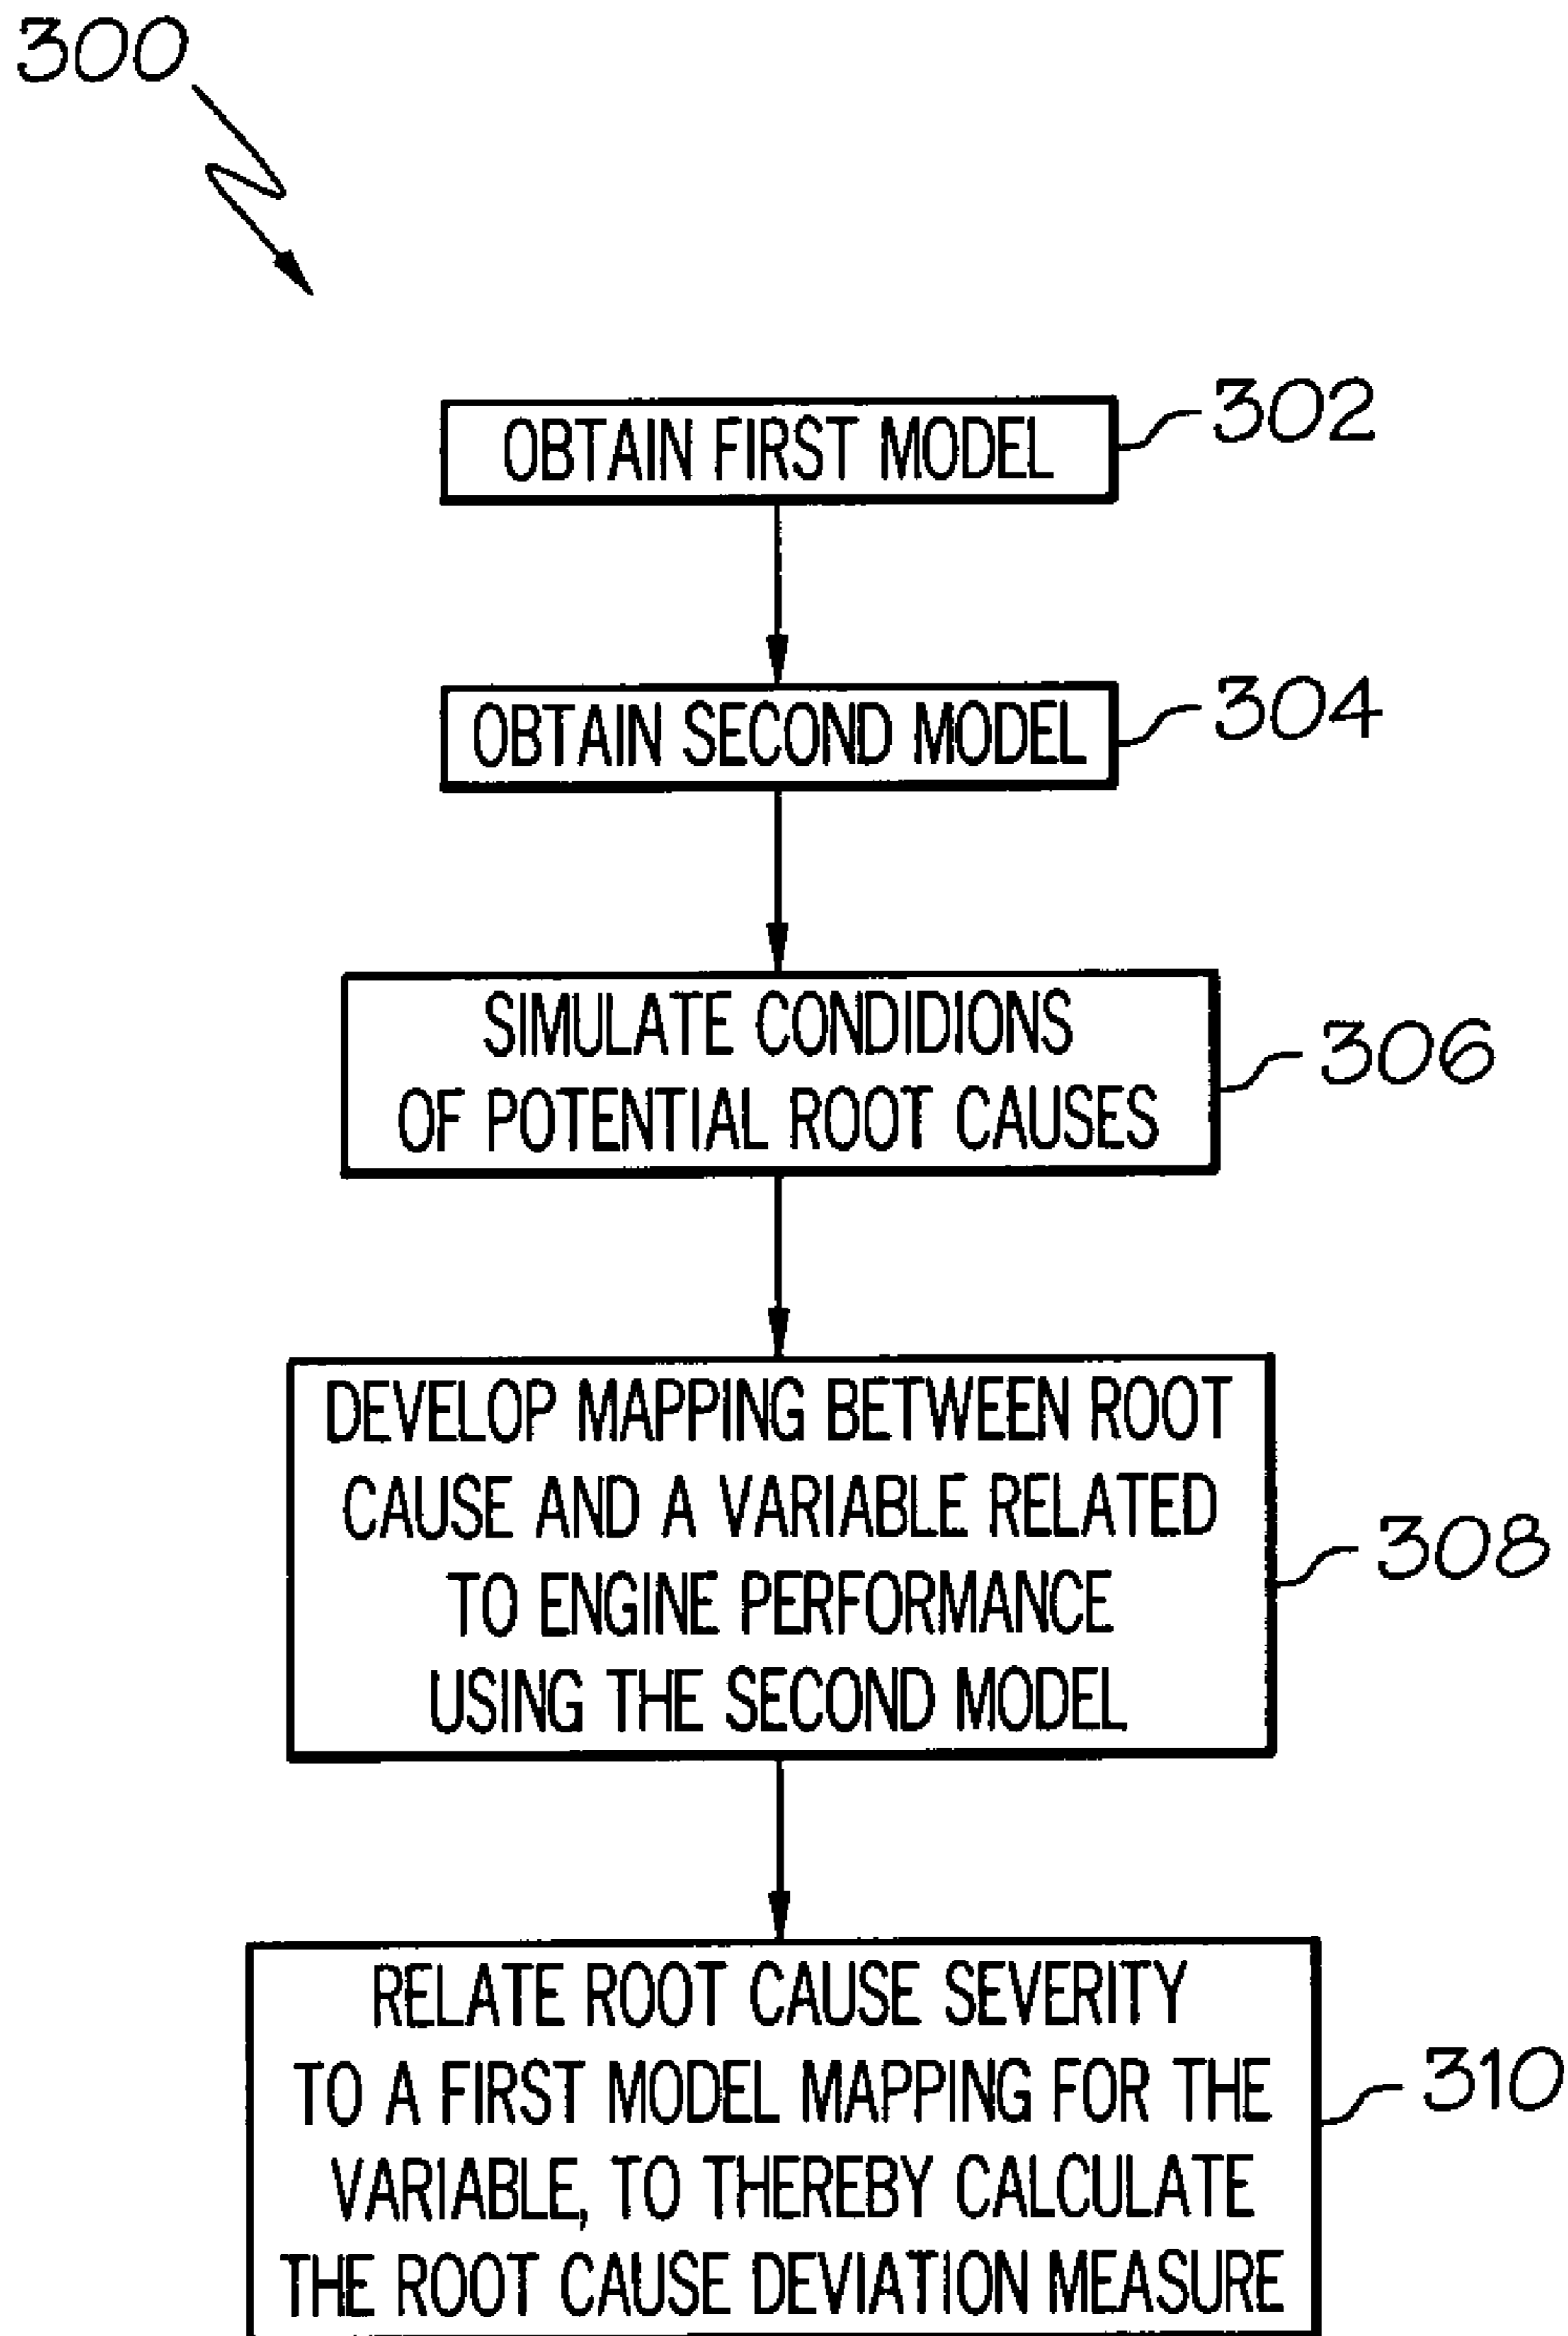 300
OBTAIN FIRST MODEL
302
OBTAIN SECOND MODEL
304
SIMULATE CONDIDIONS
OF POTENTIAL ROOT CAUSES
306
DEVELOP MAPPING BETWEEN ROOT
CAUSE AND A VARIABLE RELATED
TO ENGINE PERFORMANCE
USING THE SECOND MODEL
308
RELATE ROOT CAUSE SEVERITY
TO A FIRST MODEL MAPPING FOR THE
VARIABLE, TO THEREBY CALCULATE
THE ROOT CAUSE DEVIATION MEASURE
310